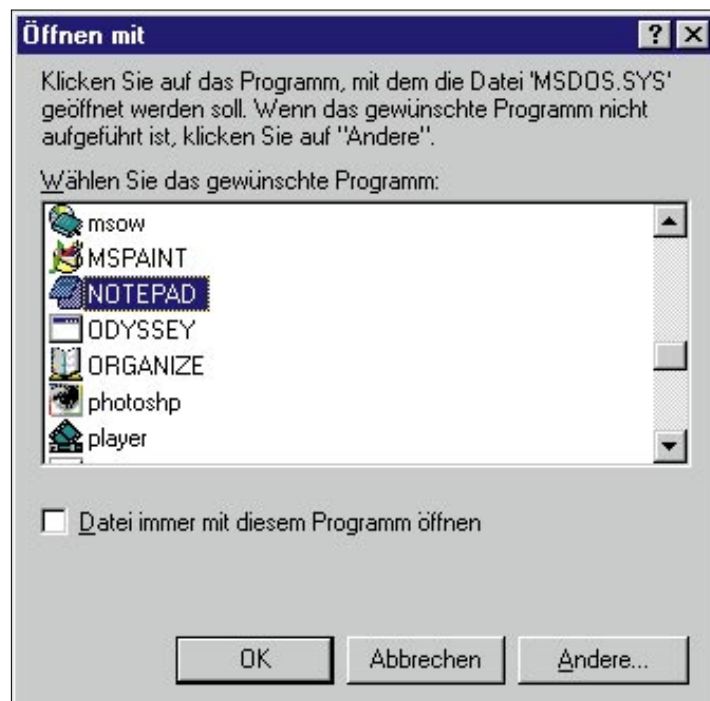 Öffnen mit
Klicken Sie auf das Programm, mit dem die Datei 'MSDOS.SYS'
geöffnet werden soll. Wenn das gewünschte Programm nicht
aufgeführt ist, klicken Sie auf "Andere".
Wählen Sie das gewünschte Programm:
msow
MSPAINT
NOTEPAD
ODYSSEY
ORGANIZE
photoshp
player
Datei immer mit diesem Programm öffnen
OK Abbrechen Andere...